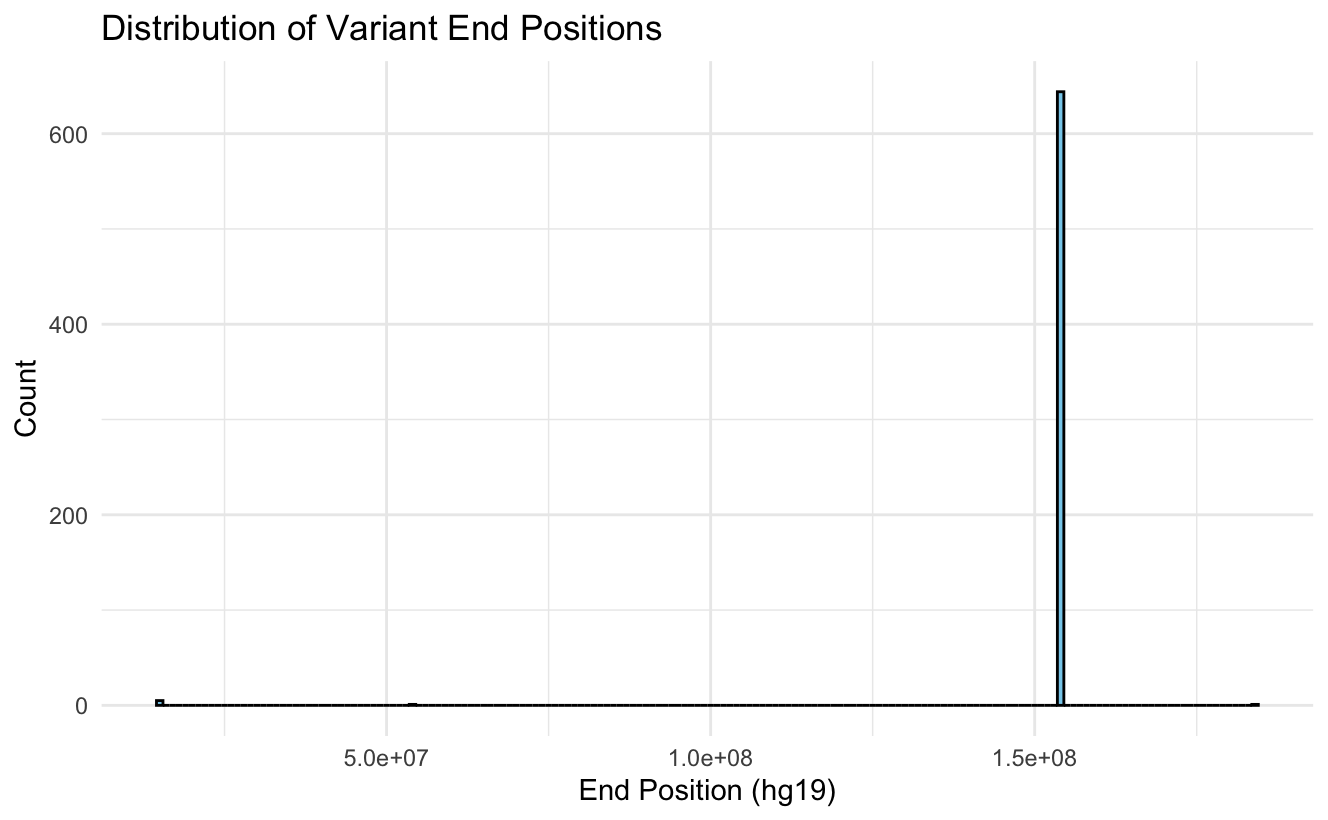 Distribution of Variant End Positions
600
400
200
0
Count
5.0e+07
1.0e+08
1.5e+08
End Position (hg19)